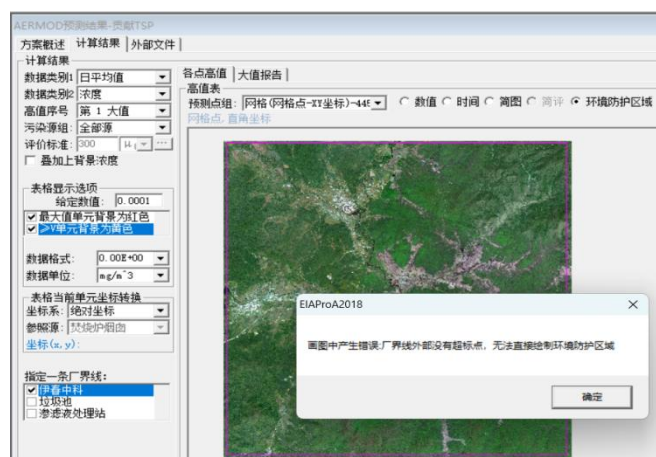 AERMOD预测结果-贡献TSP
方案概述 计算结果 外部文件
计算结果
数据类别1 日平均值
数据类别2 浓度
高值序号 第 1 大值
污染源组: 全部源
评价标准: 300
叠加上背景浓度
表格显示选项
给定数值: 0.0001
最大值单元背景为红色
≥V单元背景为黄色
数据格式: 0.00E+00
数据单位: mg/m^3
表格当前单元坐标转换
坐标系: 绝对坐标
参照源: 焚烧炉烟囱
坐标(x,y):
指定一条厂界线:
伊春中科
垃圾池
渗滤液处理站
各点高值 大值报告
高值表
预测点组: 网格(网格点-XY坐标)-44 数值 时间 简图 简评 环境防护区域
网格点,直角坐标
EIAProA2018
画图中产生错误:厂界线外部没有超标点，无法直接绘制环境防护区域
确定